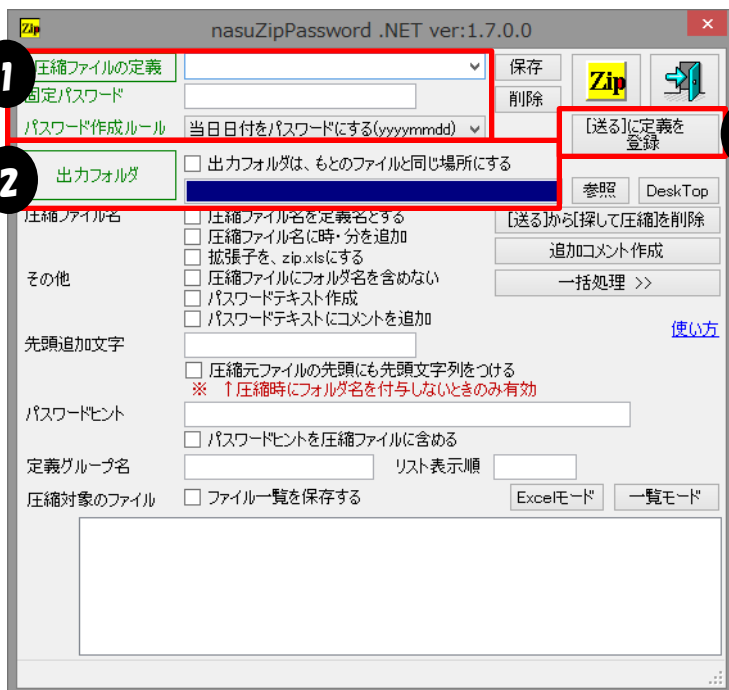 Zip nasuZipPassword .NET ver:1.7.0.0 ×
1 圧縮ファイルの定義 保存
固定パスワード 削除 Zip
パスワード作成ルール 当日日付をパスワードにする(yyyymmdd) [送る]に定義を
登録
2 出力フォルダ 出力フォルダは、もとのファイルと同じ場所にする
参照 DeskTop
圧縮ファイル名 圧縮ファイル名を定義名とする [送る]から[探して圧縮]を削除
圧縮ファイル名に時・分を追加
拡張子を、zip.xlsにする 追加コメント作成
その他 圧縮ファイルにフォルダ名を含めない 一括処理 >>
パスワードテキスト作成
パスワードテキストにコメントを追加
使い方
先頭追加文字
圧縮元ファイルの先頭にも先頭文字列をつける
※ ↑圧縮時にフォルダ名を付与しないときのみ有効
パスワードヒント
パスワードヒントを圧縮ファイルに含める
定義グループ名 リスト表示順
圧縮対象のファイル ファイル一覧を保存する Excelモード 一覧モード